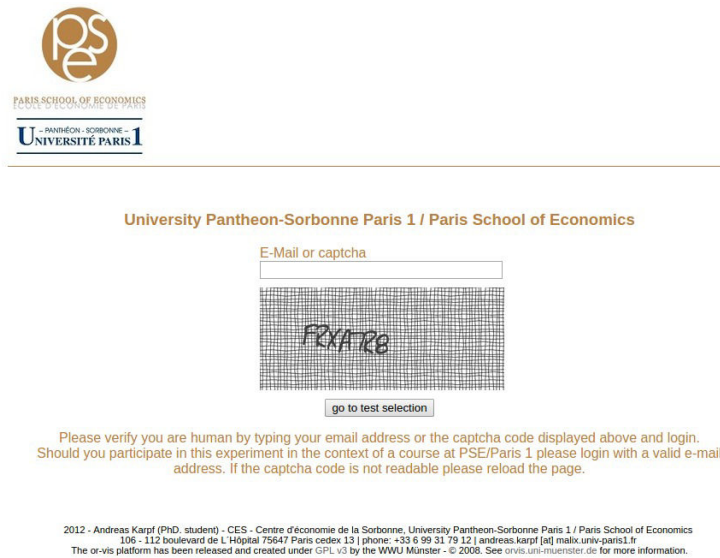 pse
PARIS SCHOOL OF ECONOMICS
ECOLE D'ECONOMIE DE PARIS
– PANTHÉON - SORBONNE –
UNIVERSITÉ PARIS 1
University Pantheon-Sorbonne Paris 1 / Paris School of Economics
E-Mail or captcha
go to test selection
Please verify you are human by typing your email address or the captcha code displayed above and login.
Should you participate in this experiment in the context of a course at PSE/Paris 1 please login with a valid e-mail
address. If the captcha code is not readable please reload the page.
2012 - Andreas Karpf (PhD. student) - CES - Centre d'économie de la Sorbonne, University Pantheon-Sorbonne Paris 1 / Paris School of Economics
106 - 112 boulevard de L´Hôpital 75647 Paris cedex 13 | phone: +33 6 99 31 79 12 | andreas.karpf [at] malix.univ-paris1.fr
The or-vis platform has been released and created under GPL v3 by the WWU Münster - © 2008. See orvis.uni-muenster.de for more information.